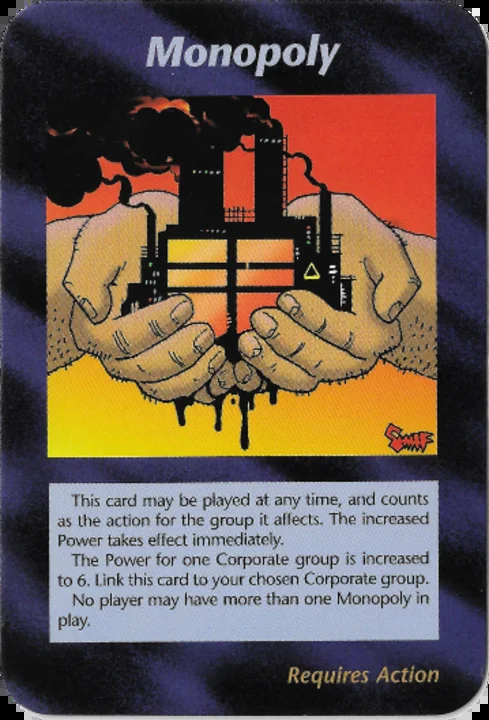 Monopoly
This card may be played at any time, and counts
as the action for the group it affects. The increased
Power takes effect immediately.
The Power for one Corporate group is increased
to 6. Link this card to your chosen Corporate group.
No player may have more than one Monopoly in
play.
Requires Action